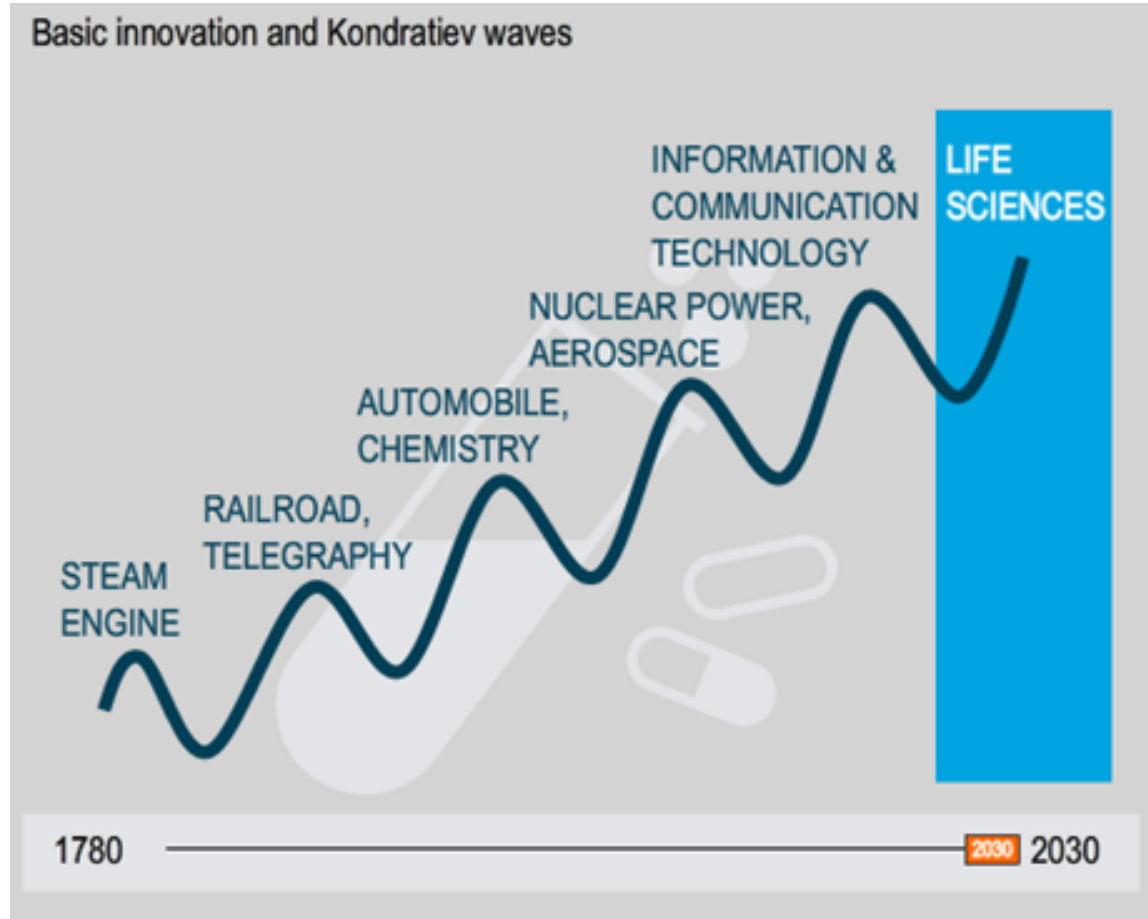 Basic innovation and Kondratiev waves
INFORMATION &
COMMUNICATION
TECHNOLOGY
LIFE
SCIENCES
NUCLEAR POWER,
AEROSPACE
AUTOMOBILE,
CHEMISTRY
RAILROAD,
TELEGRAPHY
STEAM
ENGINE
1780
2030
2030